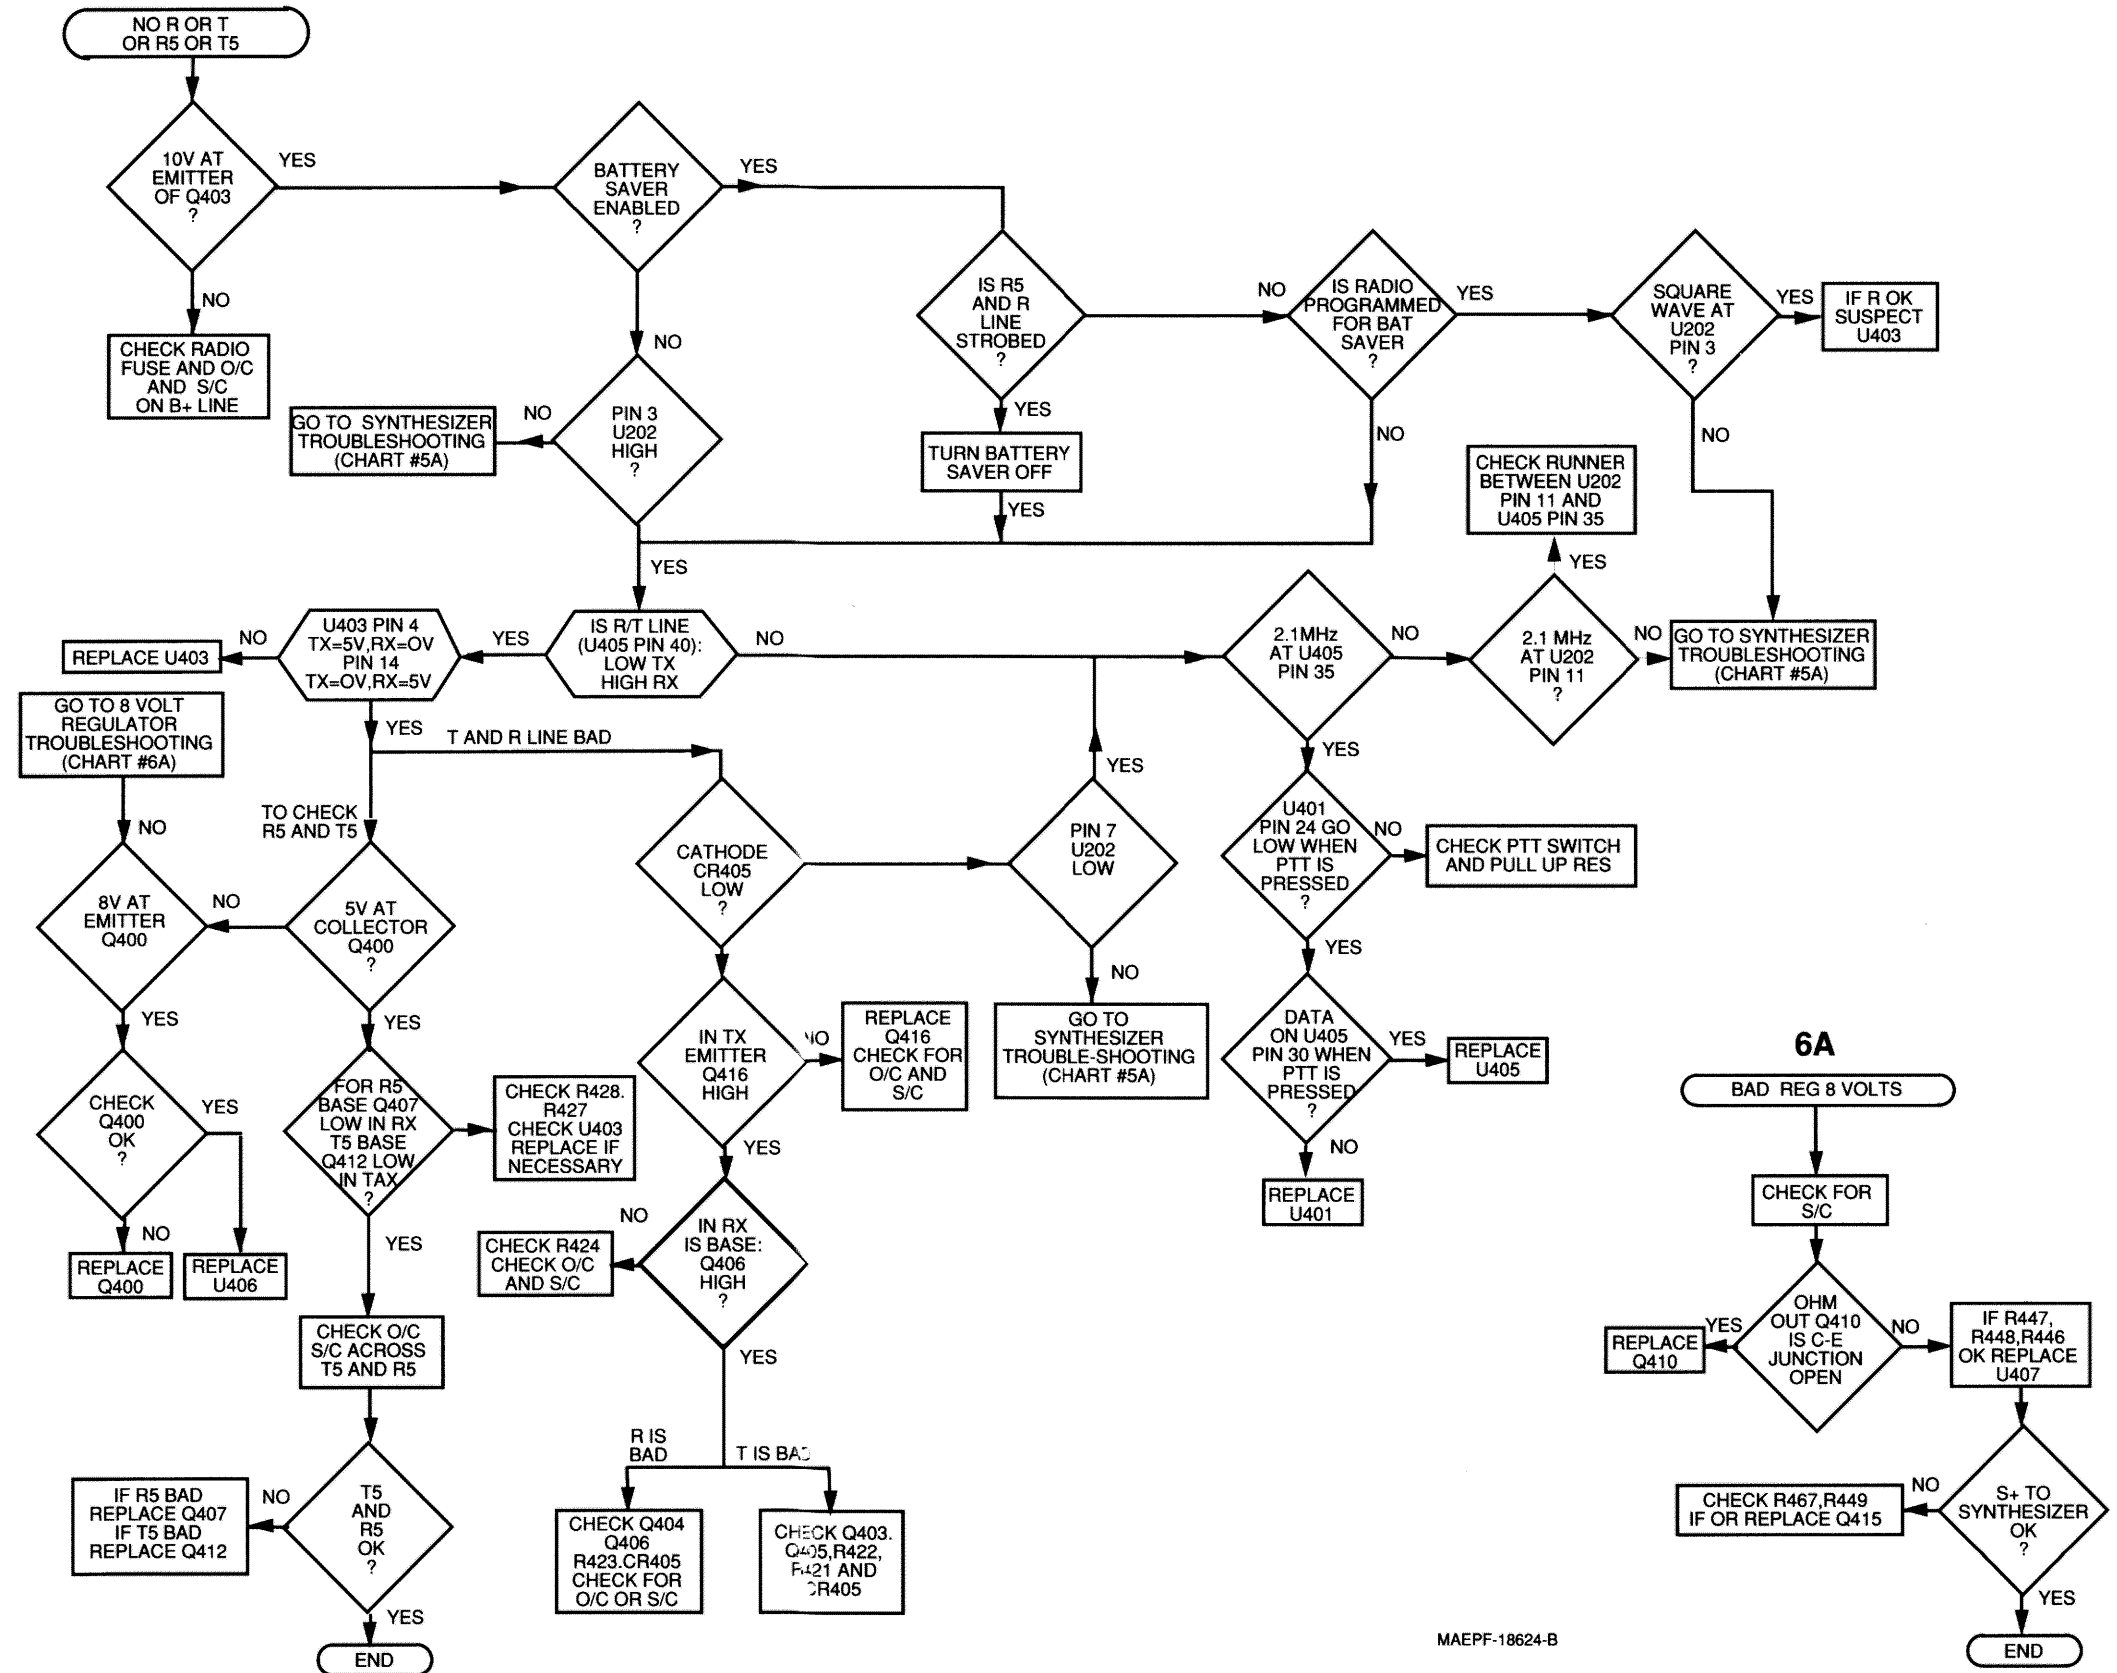 NO R OR T
OR R5 OR T5
10V AT
EMITTER
OF Q403
?
YES
NO
CHECK RADIO
FUSE AND O/C
AND S/C
ON B+ LINE
BATTERY
SAVER
ENABLED
?
YES
NO
IS R5
AND R
LINE
STROBED
?
NO
YES
TURN BATTERY
SAVER OFF
YES
IS RADIO
PROGRAMMED
FOR BAT
SAVER
?
YES
NO
SQUARE
WAVE AT
U202
PIN 3
?
YES
NO
IF R OK
SUSPECT
U403
PIN 3
U202
HIGH
?
NO
GO TO SYNTHESIZER
TROUBLESHOOTING
(CHART #5A)
YES
CHECK RUNNER
BETWEEN U202
PIN 11 AND
U405 PIN 35
YES
IS R/T LINE
(U405 PIN 40):
LOW TX
HIGH RX
YES
NO
U403 PIN 4
TX=5V,RX=OV
PIN 14
TX=OV,RX=5V
NO
REPLACE U403
YES
2.1MHz
AT U405
PIN 35
NO
YES
2.1 MHz
AT U202
PIN 11
?
NO
GO TO SYNTHESIZER
TROUBLESHOOTING
(CHART #5A)
GO TO 8 VOLT
REGULATOR
TROUBLESHOOTING
(CHART #6A)
NO
T AND R LINE BAD
TO CHECK
R5 AND T5
8V AT
EMITTER
Q400
NO
YES
5V AT
COLLECTOR
Q400
?
YES
CATHODE
CR405
LOW
?
PIN 7
U202
LOW
YES
NO
GO TO
SYNTHESIZER
TROUBLE-SHOOTING
(CHART #5A)
U401
PIN 24 GO
LOW WHEN
PTT IS
PRESSED
?
NO
CHECK PTT SWITCH
AND PULL UP RES
YES
DATA
ON U405
PIN 30 WHEN
PTT IS
PRESSED
?
YES
REPLACE
U405
NO
REPLACE
U401
CHECK
Q400
OK
?
YES
NO
REPLACE
Q400
REPLACE
U406
FOR R5
BASE Q407
LOW IN RX
T5 BASE
Q412 LOW
IN TAX
?
CHECK R428.
R427
CHECK U403
REPLACE IF
NECESSARY
YES
IN TX
EMITTER
Q416
HIGH
NO
REPLACE
Q416
CHECK FOR
O/C AND
S/C
YES
IN RX
IS BASE:
Q406
HIGH
?
NO
CHECK R424
CHECK O/C
AND S/C
YES
CHECK O/C
S/C ACROSS
T5 AND R5
T5
AND
R5
OK
?
NO
IF R5 BAD
REPLACE Q407
IF T5 BAD
REPLACE Q412
YES
END
R IS
BAD
T IS BAD
CHECK Q404
Q406
R423.CR405
CHECK FOR
O/C OR S/C
CHECK Q403.
Q405,R422,
R421 AND
CR405
6A
BAD REG 8 VOLTS
CHECK FOR
S/C
OHM
OUT Q410
IS C-E
JUNCTION
OPEN
YES
REPLACE
Q410
NO
IF R447,
R448,R446
OK REPLACE
U407
S+ TO
SYNTHESIZER
OK
?
NO
CHECK R467,R449
IF OR REPLACE Q415
YES
END
MAEPF-18624-B